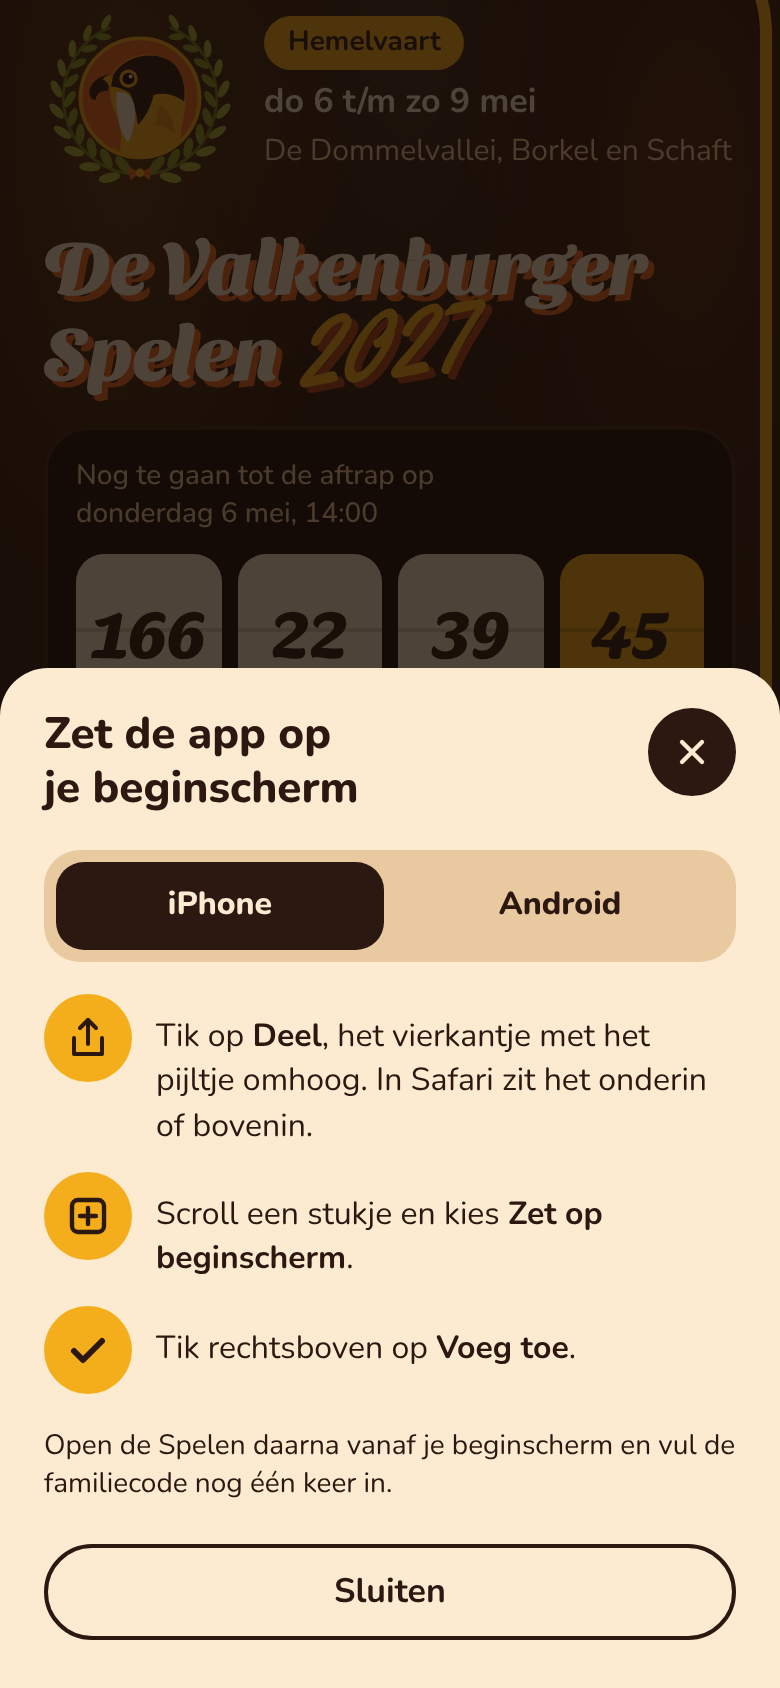 Hemelvaart
do 6 t/m zo 9 mei
De Dommelvallei, Borkel en Schaft
De Valkenburger
Spelen 2027
Nog te gaan tot de aftrap op
donderdag 6 mei, 14:00
166 22 39 45
Zet de app op
je beginscherm
iPhone Android
Tik op Deel, het vierkantje met het
pijltje omhoog. In Safari zit het onderin
of bovenin.
Scroll een stukje en kies Zet op
beginscherm.
Tik rechtsboven op Voeg toe.
Open de Spelen daarna vanaf je beginscherm en vul de
familiecode nog één keer in.
Sluiten